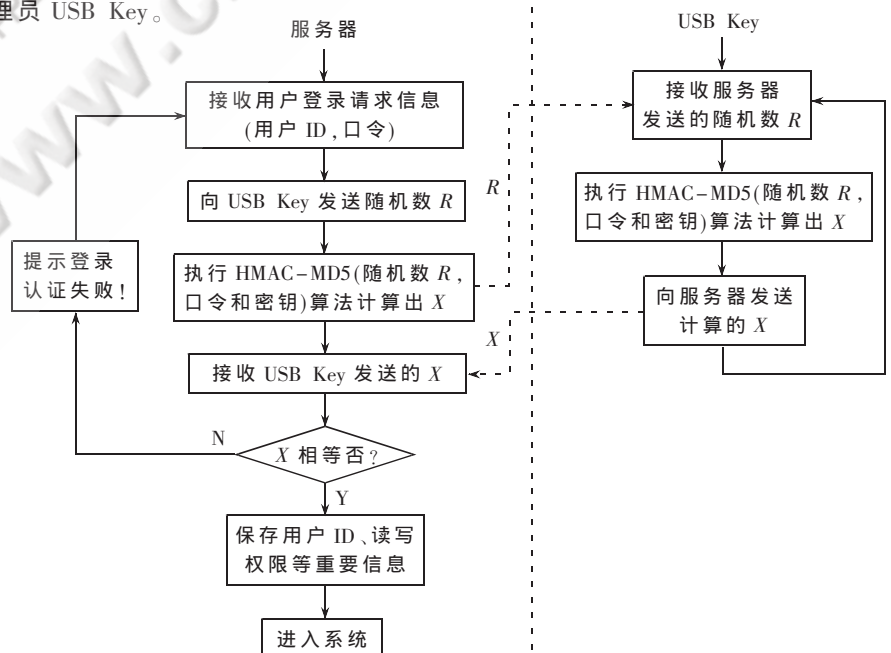 理员 USB Key。
服务器
接收用户登录请求信息
(用户 ID,口令)
向 USB Key 发送随机数 R
执行 HMAC-MD5(随机数 R,
口令和密钥)算法计算出 X
接收 USB Key 发送的 X
X 相等否?
N
Y
提示登录
认证失败!
保存用户 ID、读写
权限等重要信息
进入系统
R
X
USB Key
接收服务器
发送的随机数 R
执行 HMAC-MD5(随机数 R,
口令和密钥)算法计算出 X
向服务器发送
计算的 X